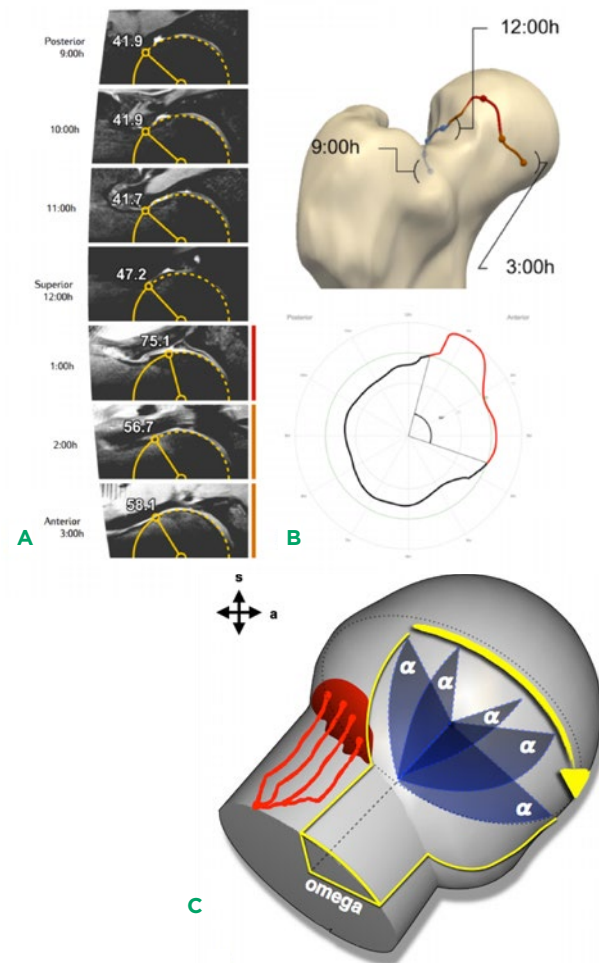 Posterior
9:00h
41.9
10:00h
41.9
11:00h
41.7
Superior
12:00h
47.2
1:00h
75.1
2:00h
56.7
Anterior
3:00h
58.1
A
12:00h
9:00h
3:00h
Posterior
Anterior
B
s
a
α
α
α
α
α
omega
C